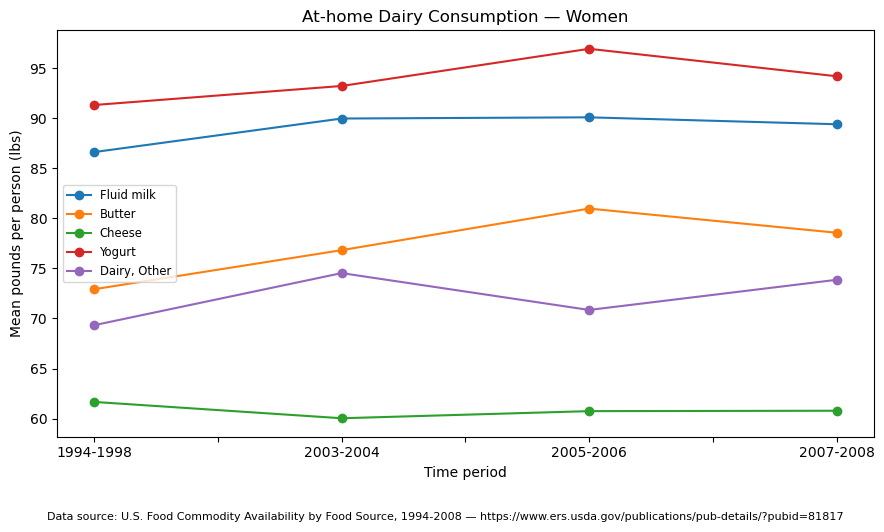 At-home Dairy Consumption — Women
Mean pounds per person (lbs)
95
90
85
80
75
70
65
60
Fluid milk
Butter
Cheese
Yogurt
Dairy, Other
1994-1998 2003-2004 2005-2006 2007-2008
Time period
Data source: U.S. Food Commodity Availability by Food Source, 1994-2008 — https://www.ers.usda.gov/publications/pub-details/?pubid=81817